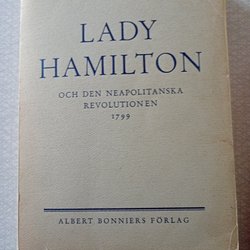 LADY
HAMILTON
OCH DEN NEAPOLITANSKA
REVOLUTIONEN
1799
ALBERT BONNIERS FÖRLAG